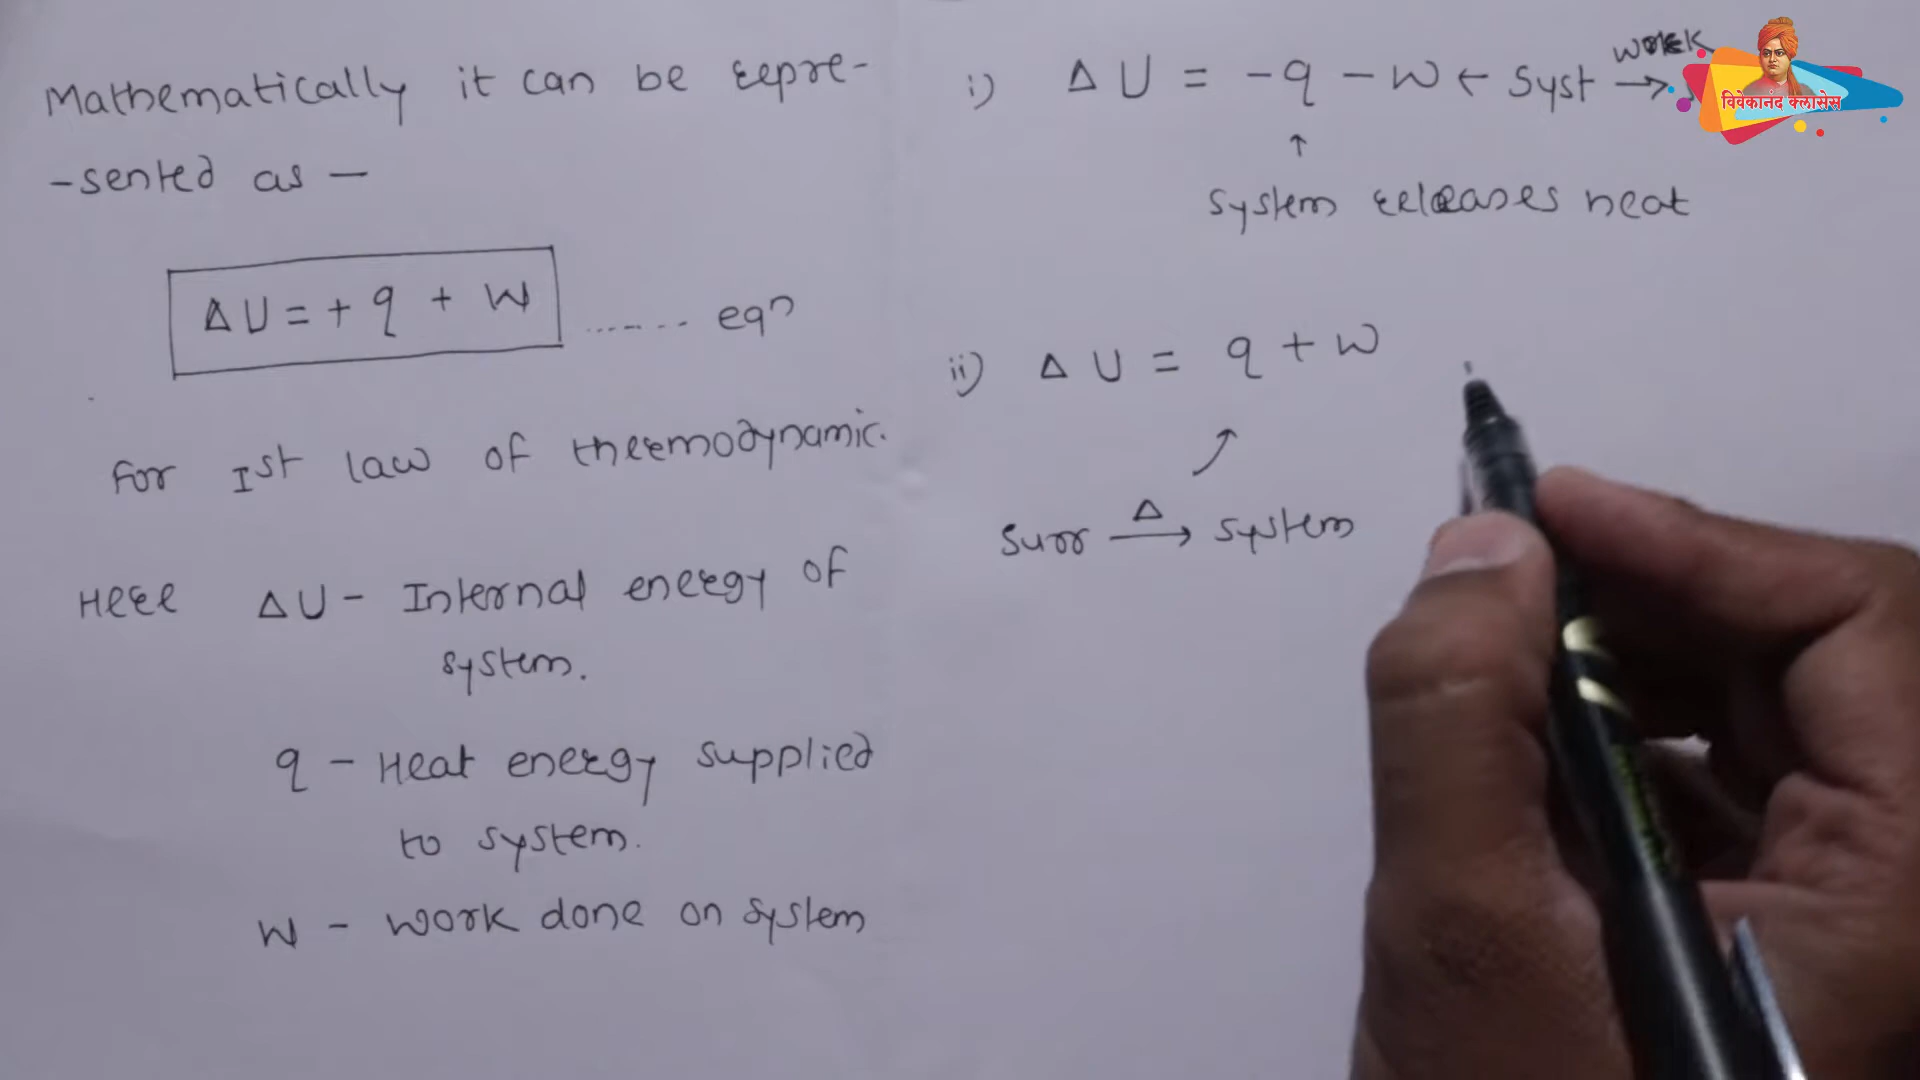 Mathematically it can be repre-
-sented as —
ΔU = + q + W ....... eqn
For Ist law of thermodynamic.
Here ΔU - Internal energy of
system.
q - Heat energy supplied
to system.
W - work done on system
work
i) ΔU = -q - w ← syst →
विवेकानंद क्लासेस
↑
system releases heat
ii) ΔU = q + w
Δ
surr → system